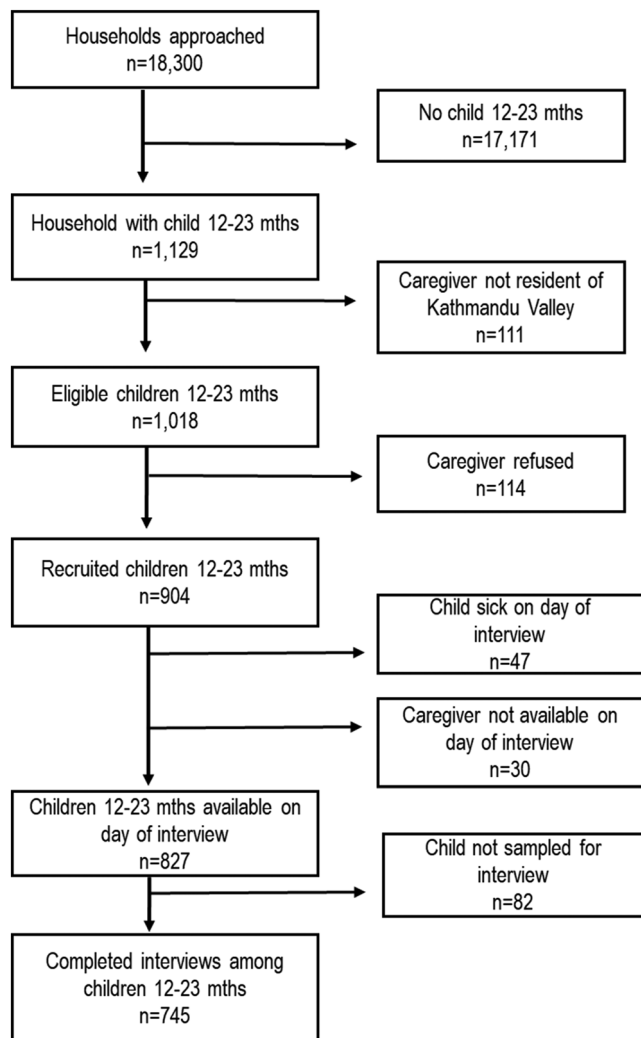 Households approached
n=18,300
No child 12-23 mths
n=17,171
Household with child 12-23 mths
n=1,129
Caregiver not resident of
Kathmandu Valley
n=111
Eligible children 12-23 mths
n=1,018
Caregiver refused
n=114
Recruited children 12-23 mths
n=904
Child sick on day of
interview
n=47
Caregiver not available on
day of interview
n=30
Children 12-23 mths available on
day of interview
n=827
Child not sampled for
interview
n=82
Completed interviews among
children 12-23 mths
n=745